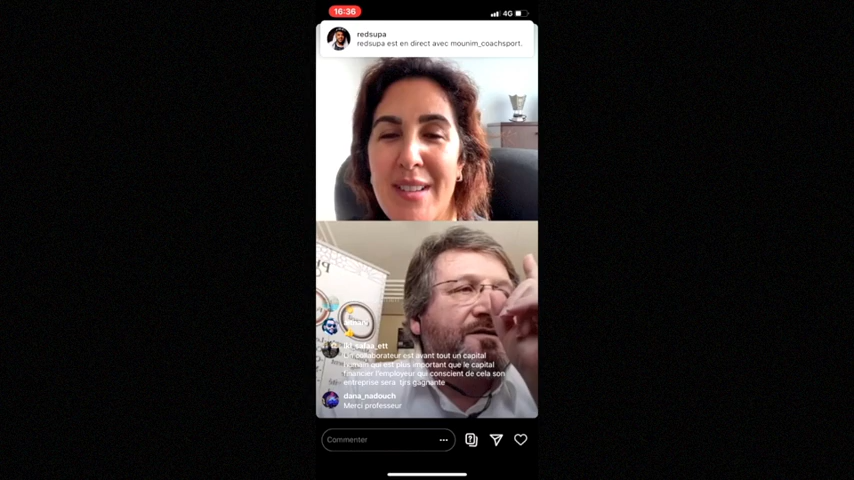 16:36
4G
redsupa
redsupa est en direct avec mounim_coachsport.
Un collaborateur est avant tout un capital
humain qui est plus important que le capital
financier l'employeur qui conscient de cela son
entreprise sera tjrs gagnante
dana_nadouch
Merci professeur
Commenter